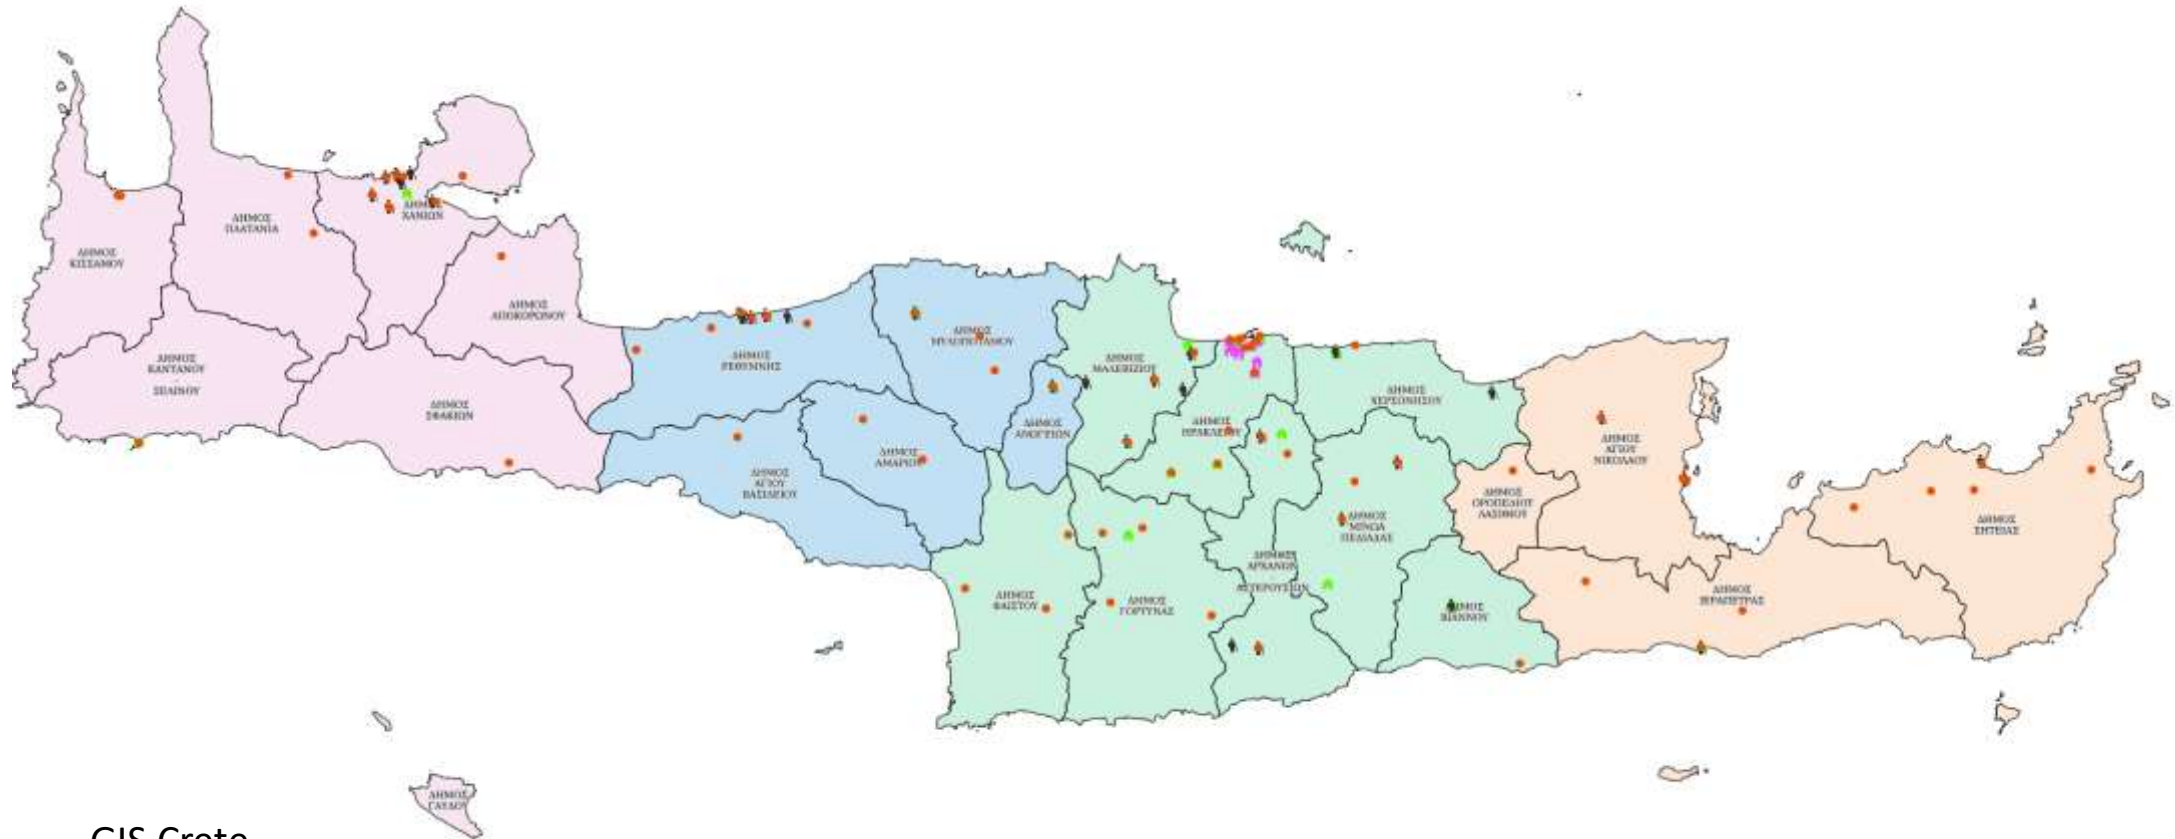 ΔΗΜΟΣ
ΚΙΣΣΑΜΟΥ
ΔΗΜΟΣ
ΠΛΑΤΑΝΙΑ
ΔΗΜΟΣ
ΧΑΝΙΩΝ
ΔΗΜΟΣ
ΑΠΟΚΟΡΩΝΟΥ
ΔΗΜΟΣ
ΚΑΝΤΑΝΟΥ
-
ΣΕΛΙΝΟΥ
ΔΗΜΟΣ
ΣΦΑΚΙΩΝ
ΔΗΜΟΣ
ΡΕΘΥΜΝΗΣ
ΔΗΜΟΣ
ΜΥΛΟΠΟΤΑΜΟΥ
ΔΗΜΟΣ
ΑΝΩΓΕΙΩΝ
ΔΗΜΟΣ
ΑΜΑΡΙΟΥ
ΔΗΜΟΣ
ΑΓΙΟΥ
ΒΑΣΙΛΕΙΟΥ
ΔΗΜΟΣ
ΜΑΛΕΒΙΖΙΟΥ
ΔΗΜΟΣ
ΗΡΑΚΛΕΙΟΥ
ΔΗΜΟΣ
ΧΕΡΣΟΝΗΣΟΥ
ΔΗΜΟΣ
ΑΓΙΟΥ
ΝΙΚΟΛΑΟΥ
ΔΗΜΟΣ
ΟΡΟΠΕΔΙΟΥ
ΛΑΣΙΘΙΟΥ
ΔΗΜΟΣ
ΣΗΤΕΙΑΣ
ΔΗΜΟΣ
ΜΙΝΩΑ
ΠΕΔΙΑΔΑΣ
ΔΗΜΟΣ
ΑΡΧΑΝΩΝ
-
ΑΣΤΕΡΟΥΣΙΩΝ
ΔΗΜΟΣ
ΦΑΙΣΤΟΥ
ΔΗΜΟΣ
ΓΟΡΤΥΝΑΣ
ΔΗΜΟΣ
ΒΙΑΝΝΟΥ
ΔΗΜΟΣ
ΙΕΡΑΠΕΤΡΑΣ
ΔΗΜΟΣ
ΓΑΥΔΟΥ
GIS Crete